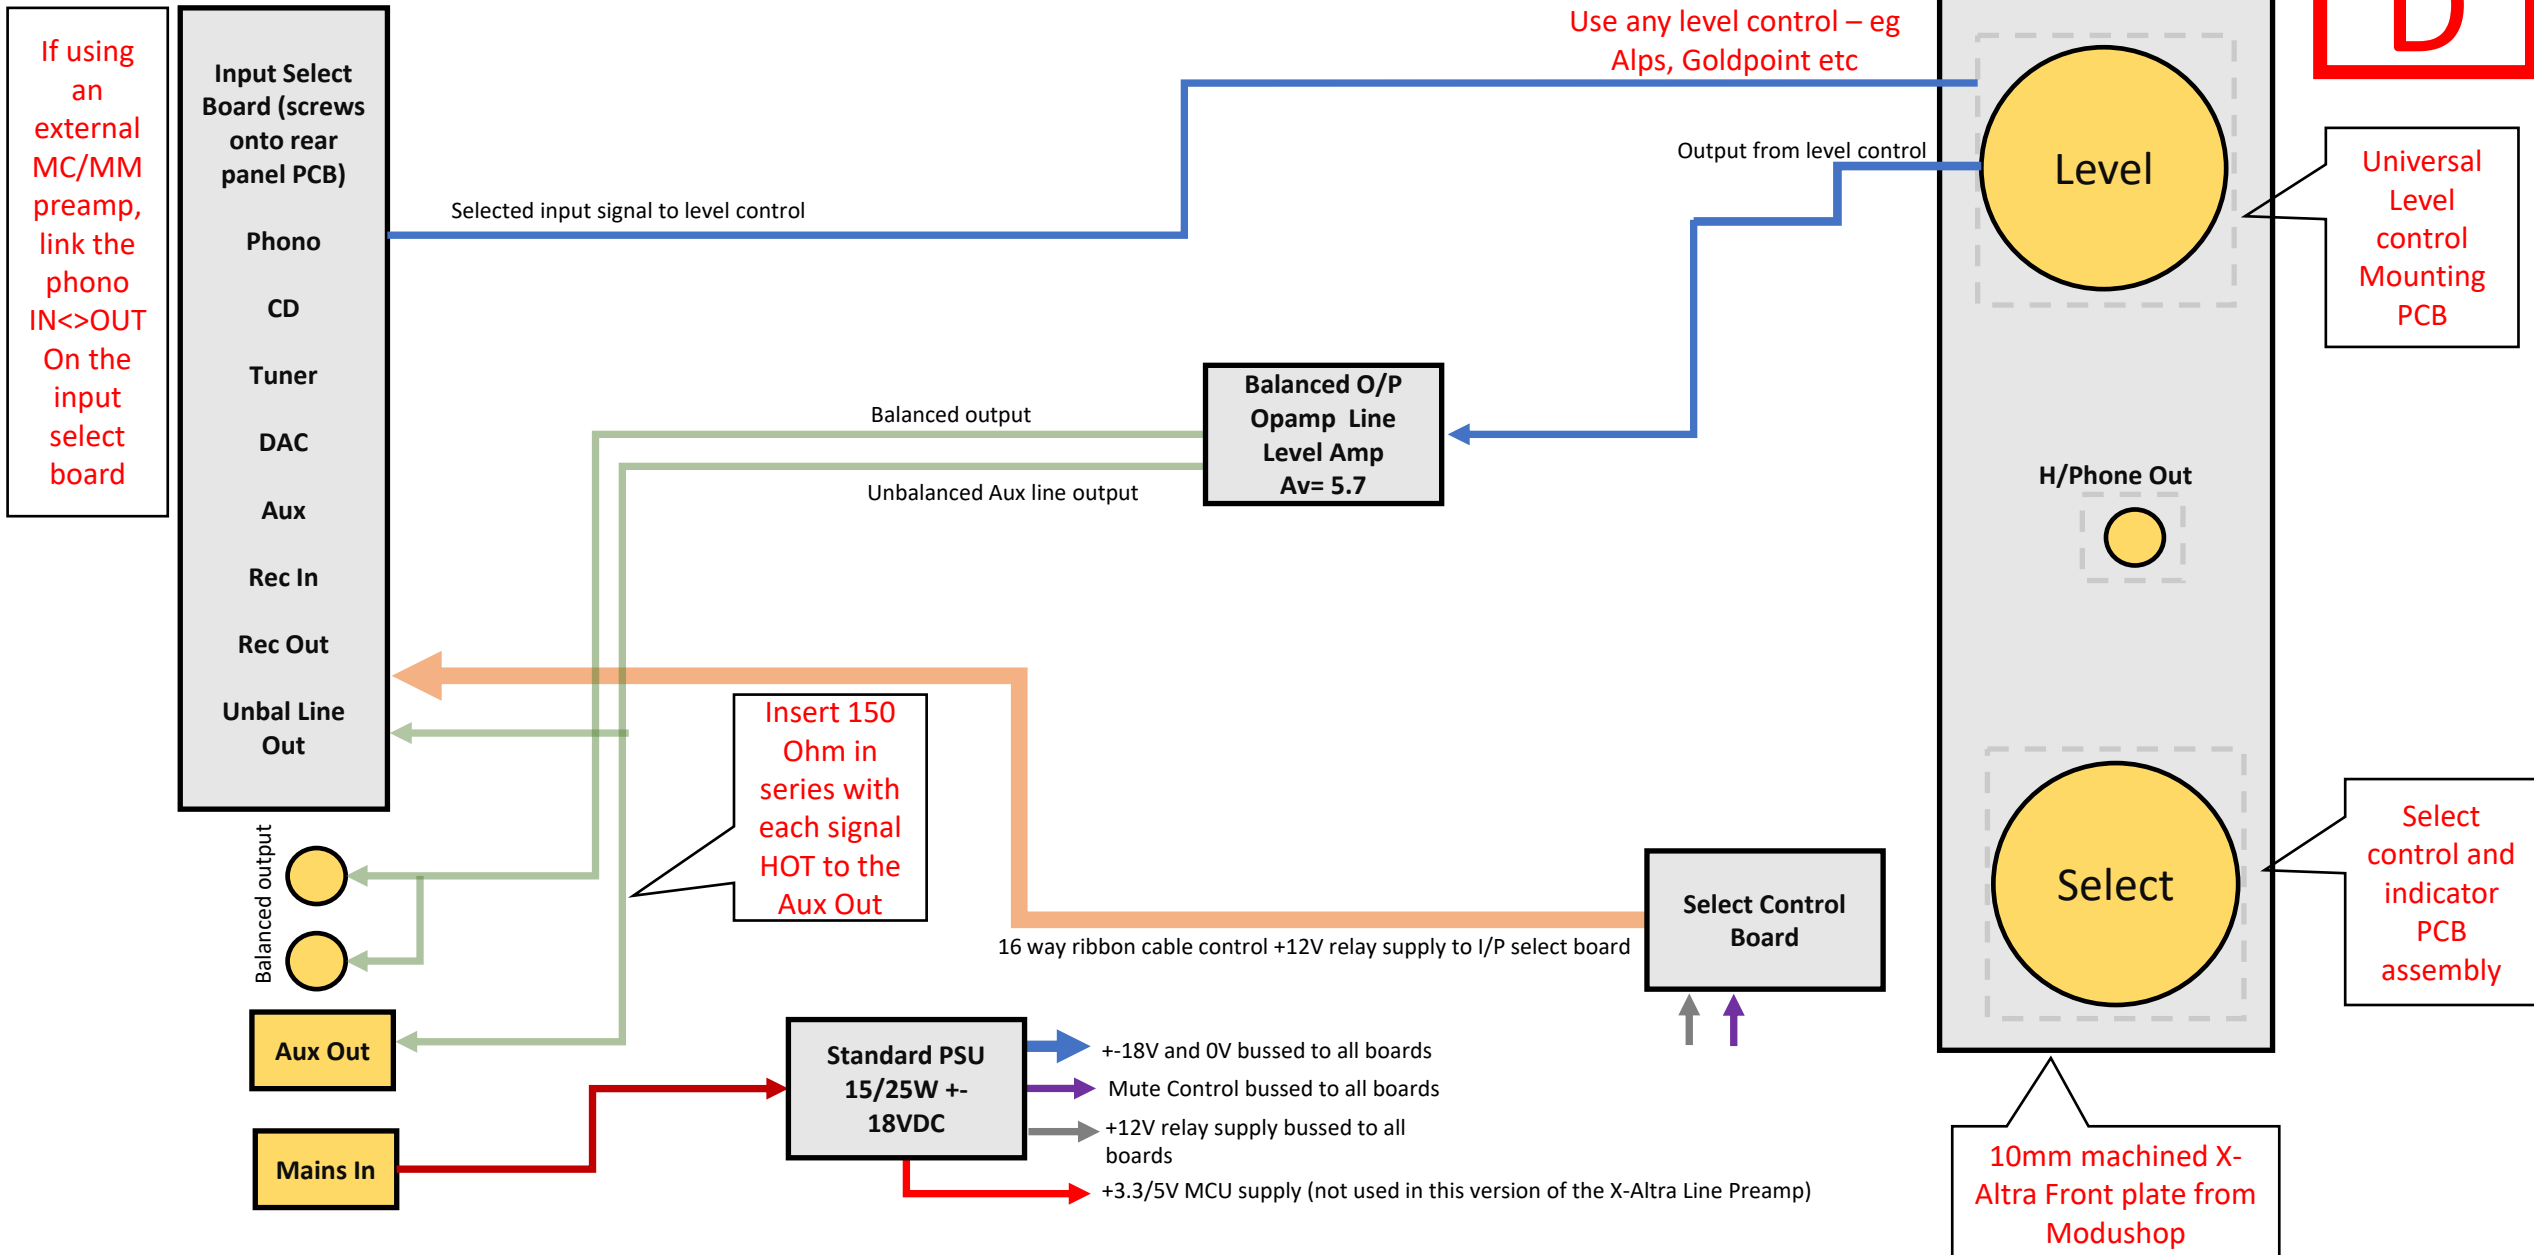 If using
an
external
MC/MM
preamp,
link the
phono
IN<>OUT
On the
input
select
board
Input Select
Board (screws
onto rear
panel PCB)
Phono
CD
Tuner
DAC
Aux
Rec In
Rec Out
Unbal Line
Out
Selected input signal to level control
Use any level control – eg
Alps, Goldpoint etc
Output from level control
Level
D
Universal
Level
control
Mounting
PCB
Balanced O/P
Opamp Line
Level Amp
Av= 5.7
Balanced output
Unbalanced Aux line output
H/Phone Out
Insert 150
Ohm in
series with
each signal
HOT to the
Aux Out
Select Control
Board
16 way ribbon cable control +12V relay supply to I/P select board
Select
Select
control and
indicator
PCB
assembly
Balanced output
Aux Out
Mains In
Standard PSU
15/25W +-
18VDC
+-18V and 0V bussed to all boards
Mute Control bussed to all boards
+12V relay supply bussed to all
boards
+3.3/5V MCU supply (not used in this version of the X-Altra Line Preamp)
10mm machined X-
Altra Front plate from
Modushop